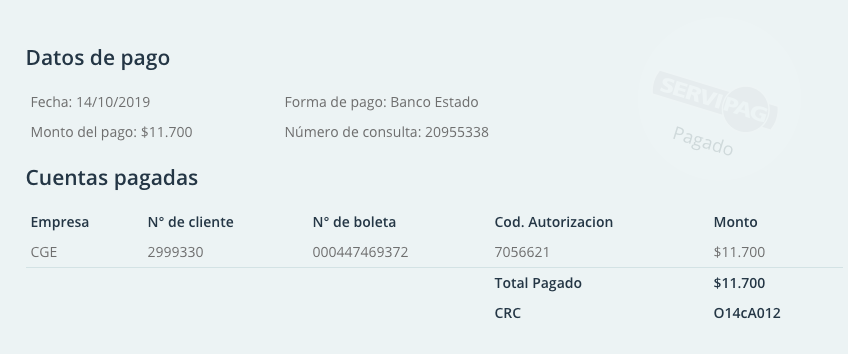 Datos de pago
Fecha: 14/10/2019 Forma de pago: Banco Estado
Monto del pago: $11.700 Número de consulta: 20955338
SERVIPAG
Pagado
Cuentas pagadas
Empresa N° de cliente N° de boleta Cod. Autorizacion Monto
CGE 2999330 000447469372 7056621 $11.700
Total Pagado $11.700
CRC O14cA012